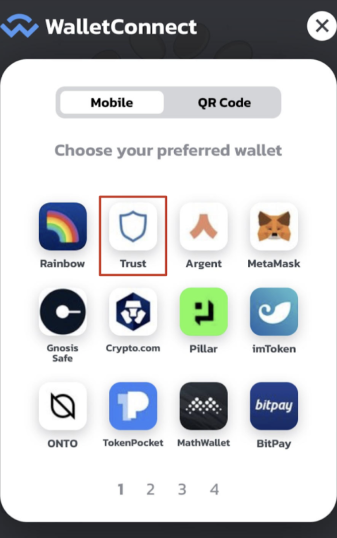 WalletConnect
Mobile QR Code
Choose your preferred wallet
Rainbow Trust Argent MetaMask
Gnosis Safe Crypto.com Pillar imToken
bitpay
ONTO TokenPocket MathWallet BitPay
1 2 3 4